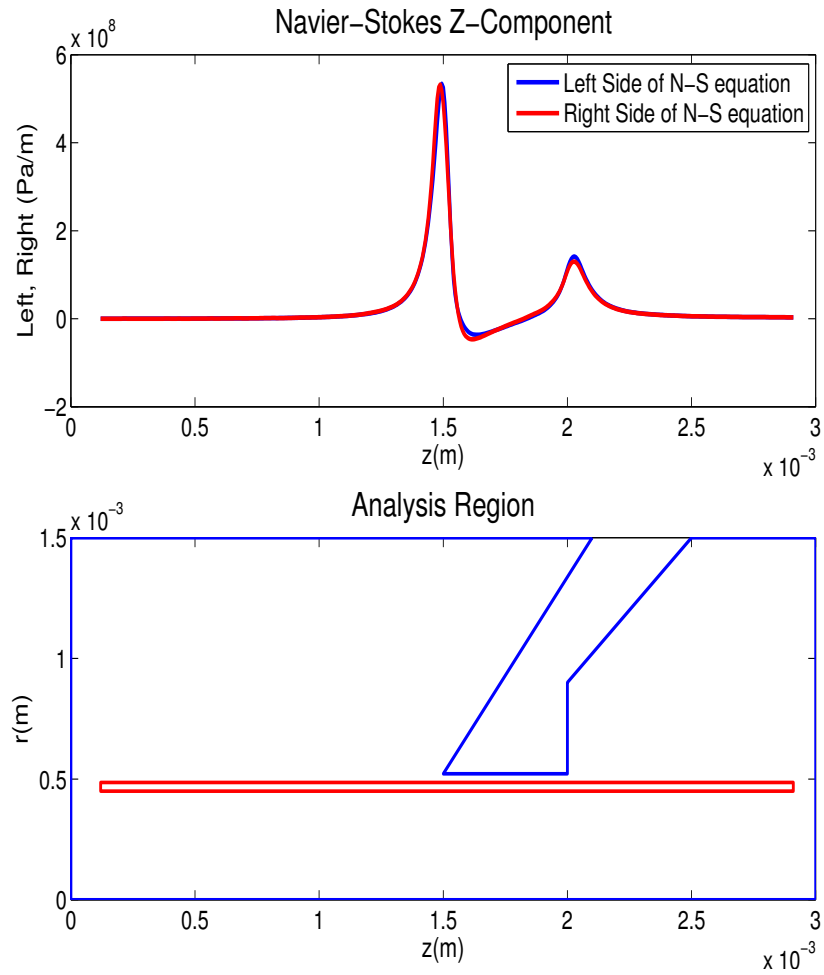 Navier−Stokes Z−Component
x 10^8
6
4
2
0
−2
Left, Right (Pa/m)
Left Side of N−S equation
Right Side of N−S equation
0 0.5 1 1.5 2 2.5 3
z(m)
x 10^−3
Analysis Region
x 10^−3
1.5
1
0.5
0
r(m)
0 0.5 1 1.5 2 2.5 3
z(m)
x 10^−3